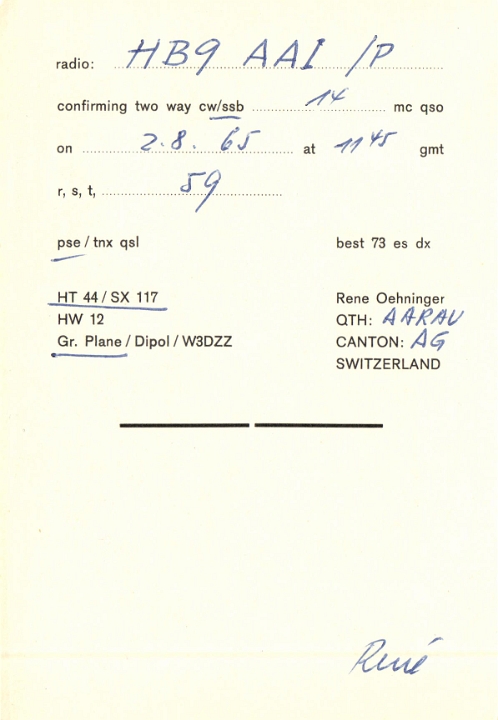 radio: HB9 AAI /P
confirming two way cw/ssb 14 mc qso
on 2.8. 65 at 11 45 gmt
r, s, t, 59
pse / tnx qsl best 73 es dx
HT 44 / SX 117 Rene Oehninger
HW 12 QTH: AARAU
Gr. Plane / Dipol / W3DZZ CANTON: AG
SWITZERLAND
René